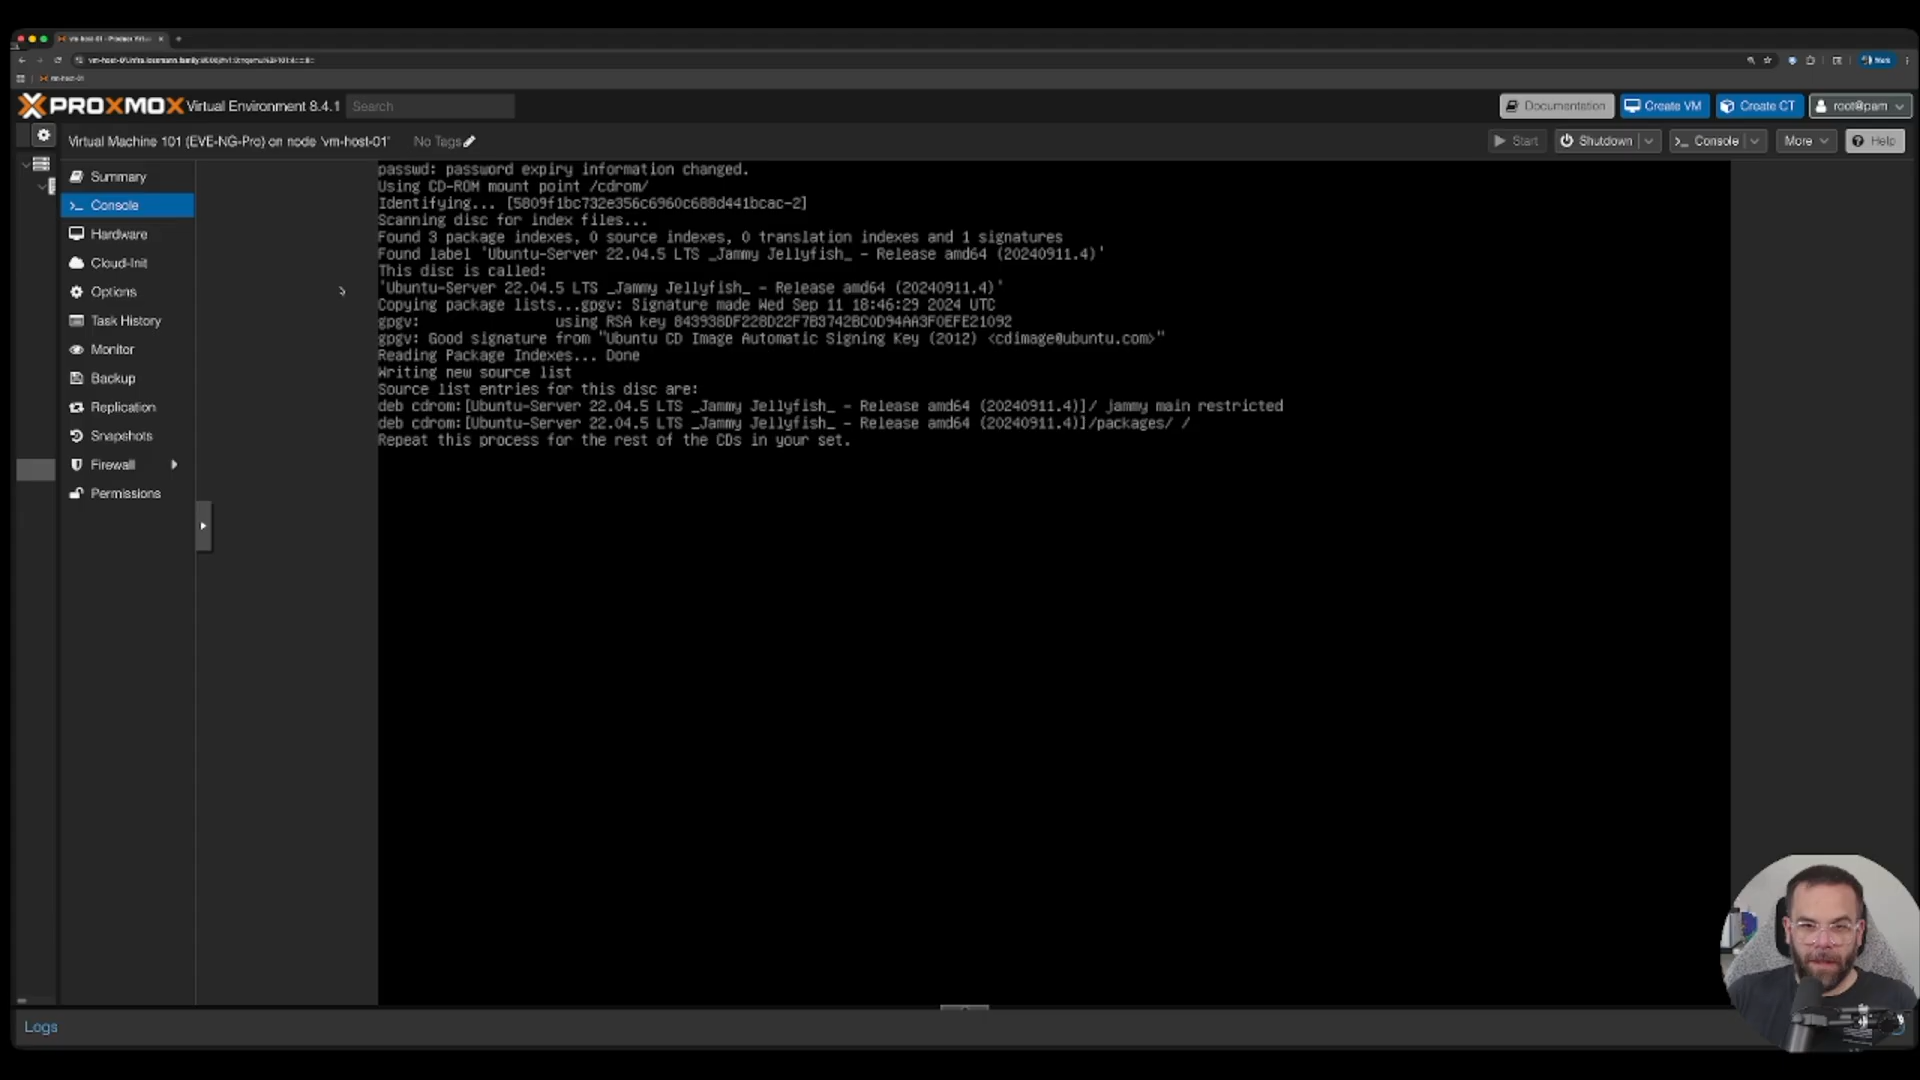 vm-host-01 - Proxmox Virt...
vm-host-01
PROXMOX Virtual Environment 8.4.1 Search Documentation Create VM Create CT root@pam
Virtual Machine 101 (EVE-NG-Pro) on node 'vm-host-01' No Tags Start Shutdown Console More Help
Summary
Console
Hardware
Cloud-Init
Options
Task History
Monitor
Backup
Replication
Snapshots
Firewall
Permissions
passwd: password expiry information changed.
Using CD-ROM mount point /cdrom/
Identifying... [5809f1bc732e356c6960c688d441bcac-2]
Scanning disc for index files...
Found 3 package indexes, 0 source indexes, 0 translation indexes and 1 signatures
Found label 'Ubuntu-Server 22.04.5 LTS _Jammy Jellyfish_ - Release amd64 (20240911.4)'
This disc is called:
'Ubuntu-Server 22.04.5 LTS _Jammy Jellyfish_ - Release amd64 (20240911.4)'
Copying package lists...gpgv: Signature made Wed Sep 11 18:46:29 2024 UTC
gpgv: using RSA key 843938DF228D22F7B3742BC0D94AA3F0EFE21092
gpgv: Good signature from "Ubuntu CD Image Automatic Signing Key (2012) <cdimage@ubuntu.com>"
Reading Package Indexes... Done
Writing new source list
Source list entries for this disc are:
deb cdrom:[Ubuntu-Server 22.04.5 LTS _Jammy Jellyfish_ - Release amd64 (20240911.4)]/ jammy main restricted
deb cdrom:[Ubuntu-Server 22.04.5 LTS _Jammy Jellyfish_ - Release amd64 (20240911.4)]/packages/ /
Repeat this process for the rest of the CDs in your set.
Logs